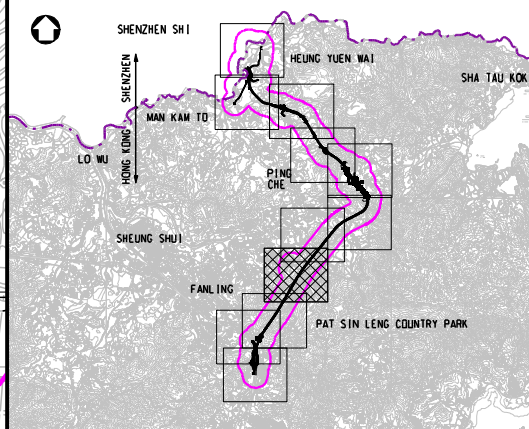 SHENZHEN SHI
HEUNG YUEN WAI
SHA TAU KOK
SHENZHEN
HONG KONG
MAN KAM TO
LO WU
PING
CHE
SHEUNG SHUI
FANLING
PAT SIN LENG COUNTRY PARK